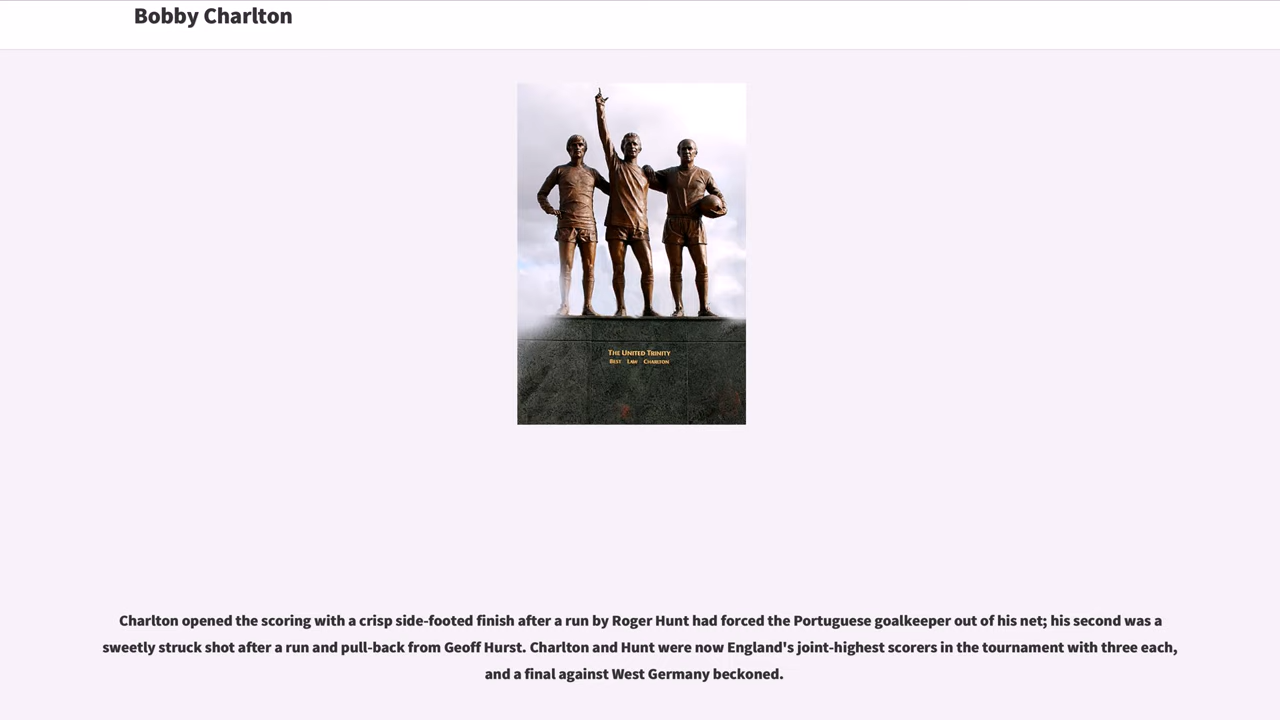 Bobby Charlton
The United Trinity
Best Law Charlton
Charlton opened the scoring with a crisp side-footed finish after a run by Roger Hunt had forced the Portuguese goalkeeper out of his net; his second was a
sweetly struck shot after a run and pull-back from Geoff Hurst. Charlton and Hunt were now England's joint-highest scorers in the tournament with three each,
and a final against West Germany beckoned.